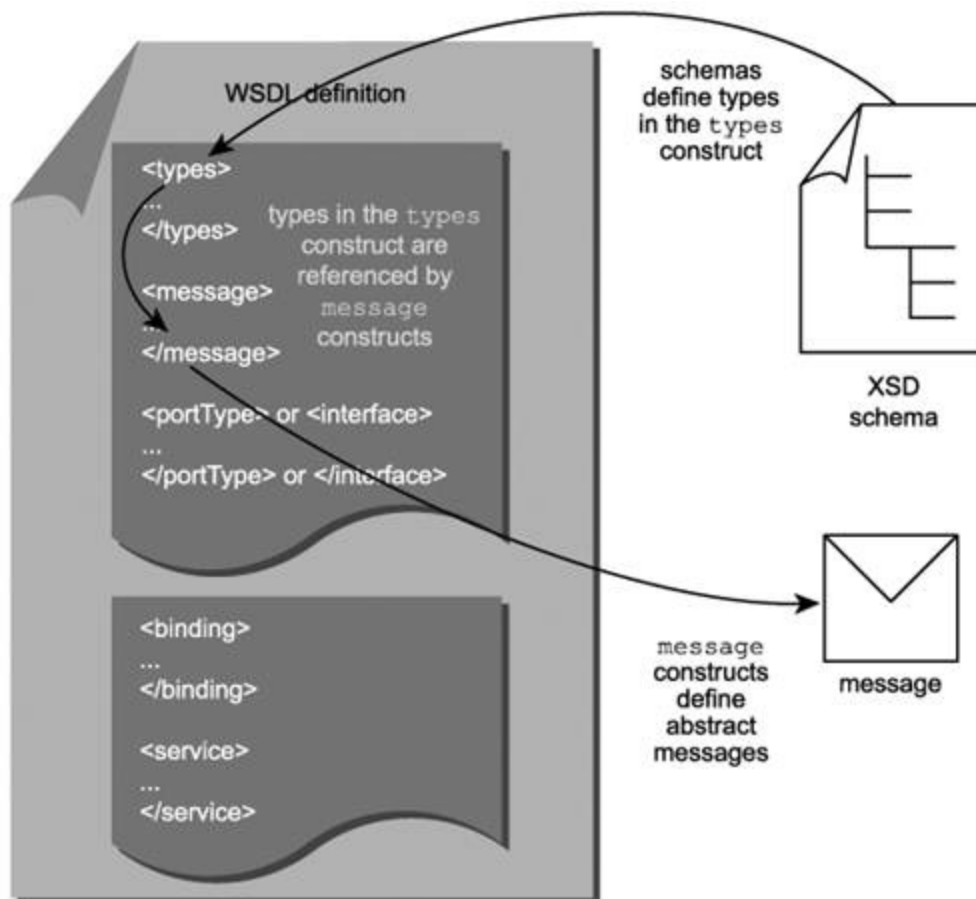 WSDL definition
<types>
...
</types>
types in the types
construct are
referenced by
message
constructs
<message>
...
</message>
<portType> or <interface>
...
</portType> or </interface>
<binding>
...
</binding>
<service>
...
</service>
schemas
define types
in the types
construct
XSD
schema
message
constructs
define
abstract
messages
message